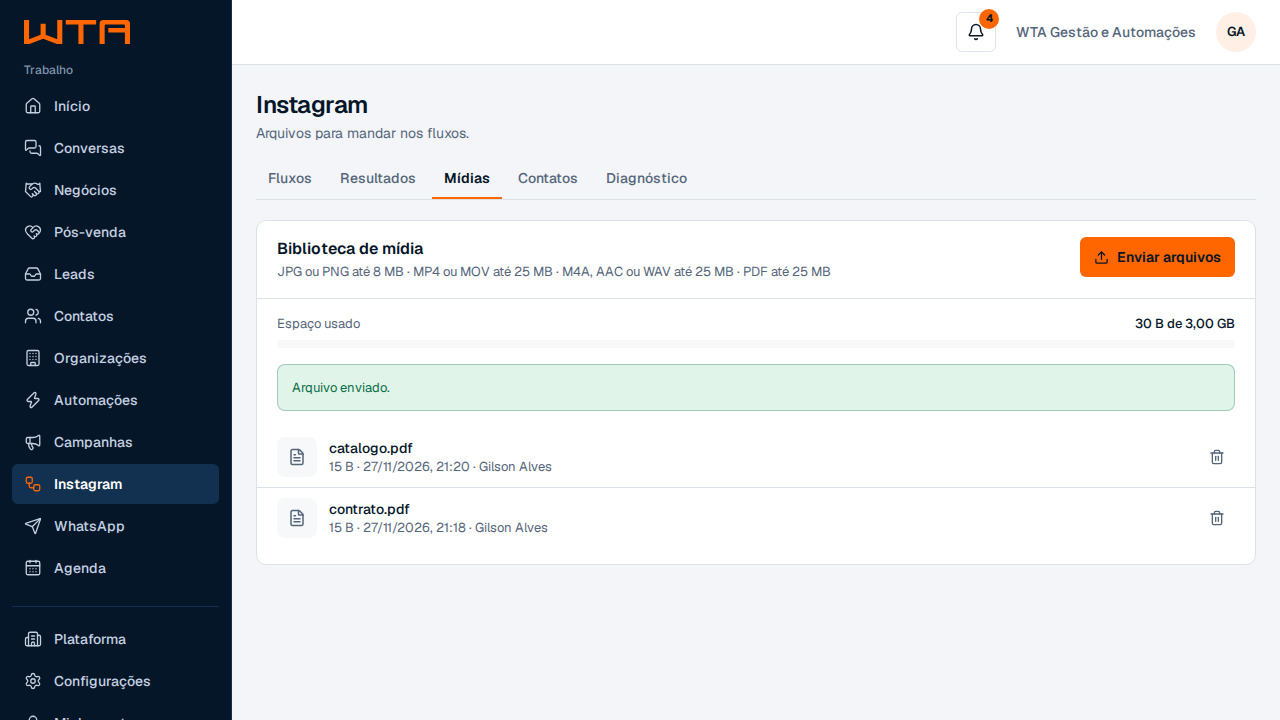 WTA
Trabalho
Início
Conversas
Negócios
Pós-venda
Leads
Contatos
Organizações
Automações
Campanhas
Instagram
WhatsApp
Agenda
Plataforma
Configurações
4
WTA Gestão e Automações
GA
Instagram
Arquivos para mandar nos fluxos.
Fluxos Resultados Mídias Contatos Diagnóstico
Biblioteca de mídia
JPG ou PNG até 8 MB · MP4 ou MOV até 25 MB · M4A, AAC ou WAV até 25 MB · PDF até 25 MB
Enviar arquivos
Espaço usado
30 B de 3,00 GB
Arquivo enviado.
catalogo.pdf
15 B · 27/11/2026, 21:20 · Gilson Alves
contrato.pdf
15 B · 27/11/2026, 21:18 · Gilson Alves